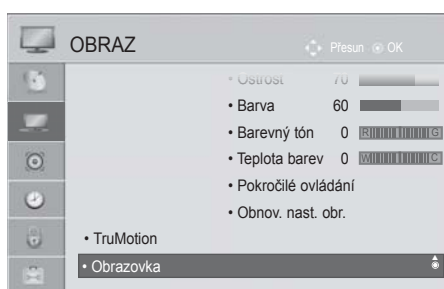 OBRAZ
Přesun OK
• Ostrost 70
• Barva 60
• Barevný tón 0 R G
• Teplota barev 0 W C
• Pokročilé ovládání
• Obnov. nast. obr.
• TruMotion
• Obrazovka